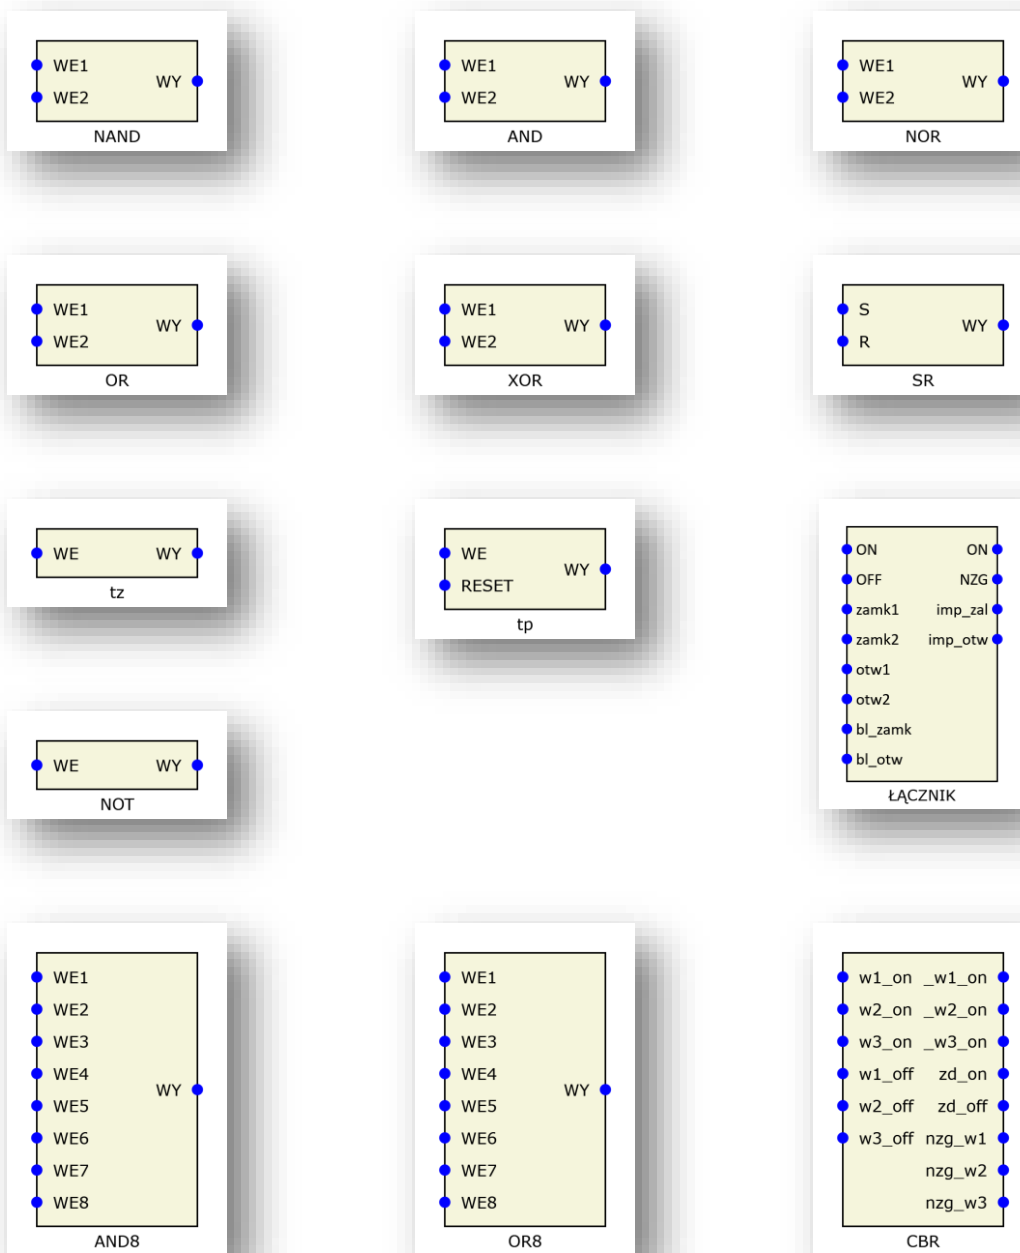 WE1
WE2
WY
NAND
WE1
WE2
WY
AND
WE1
WE2
WY
NOR
WE1
WE2
WY
OR
WE1
WE2
WY
XOR
S
R
WY
SR
WE WY
tz
WE
RESET
WY
tp
ON ON
OFF NZG
zamk1 imp_zal
zamk2 imp_otw
otw1
otw2
bl_zamk
bl_otw
ŁĄCZNIK
WE WY
NOT
WE1
WE2
WE3
WE4
WY
WE5
WE6
WE7
WE8
AND8
WE1
WE2
WE3
WE4
WY
WE5
WE6
WE7
WE8
OR8
w1_on _w1_on
w2_on _w2_on
w3_on _w3_on
w1_off zd_on
w2_off zd_off
w3_off nzg_w1
nzg_w2
nzg_w3
CBR